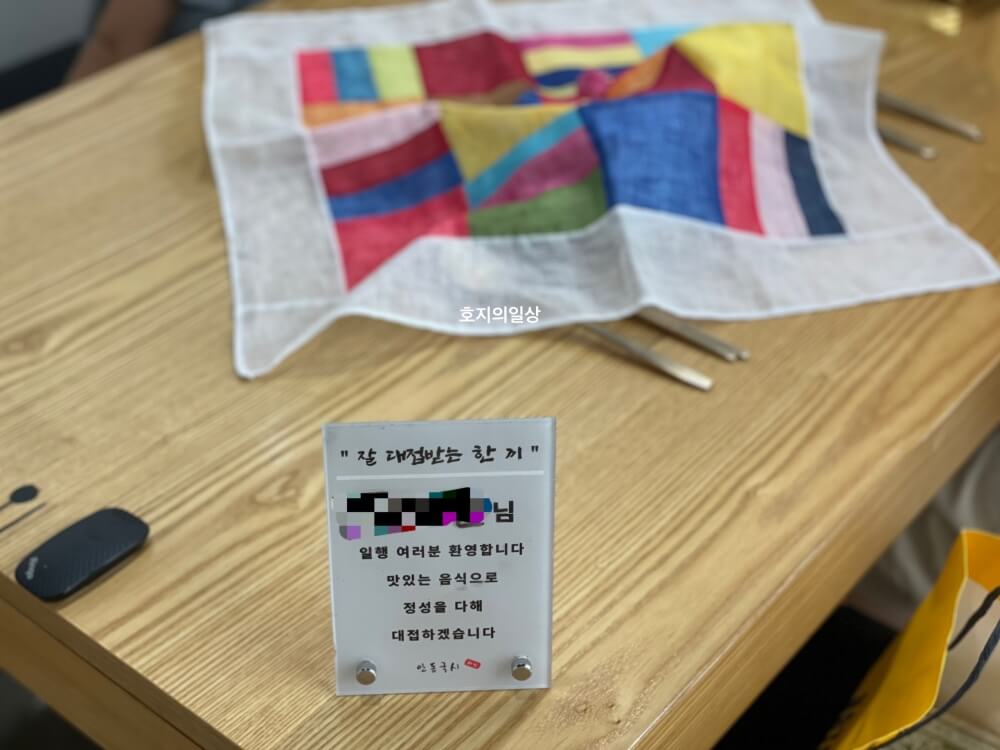 호지의일상
" 잘 대접받는 한 끼 "
님
일행 여러분 환영합니다
맛있는 음식으로
정성을 다해
대접하겠습니다
안동국시